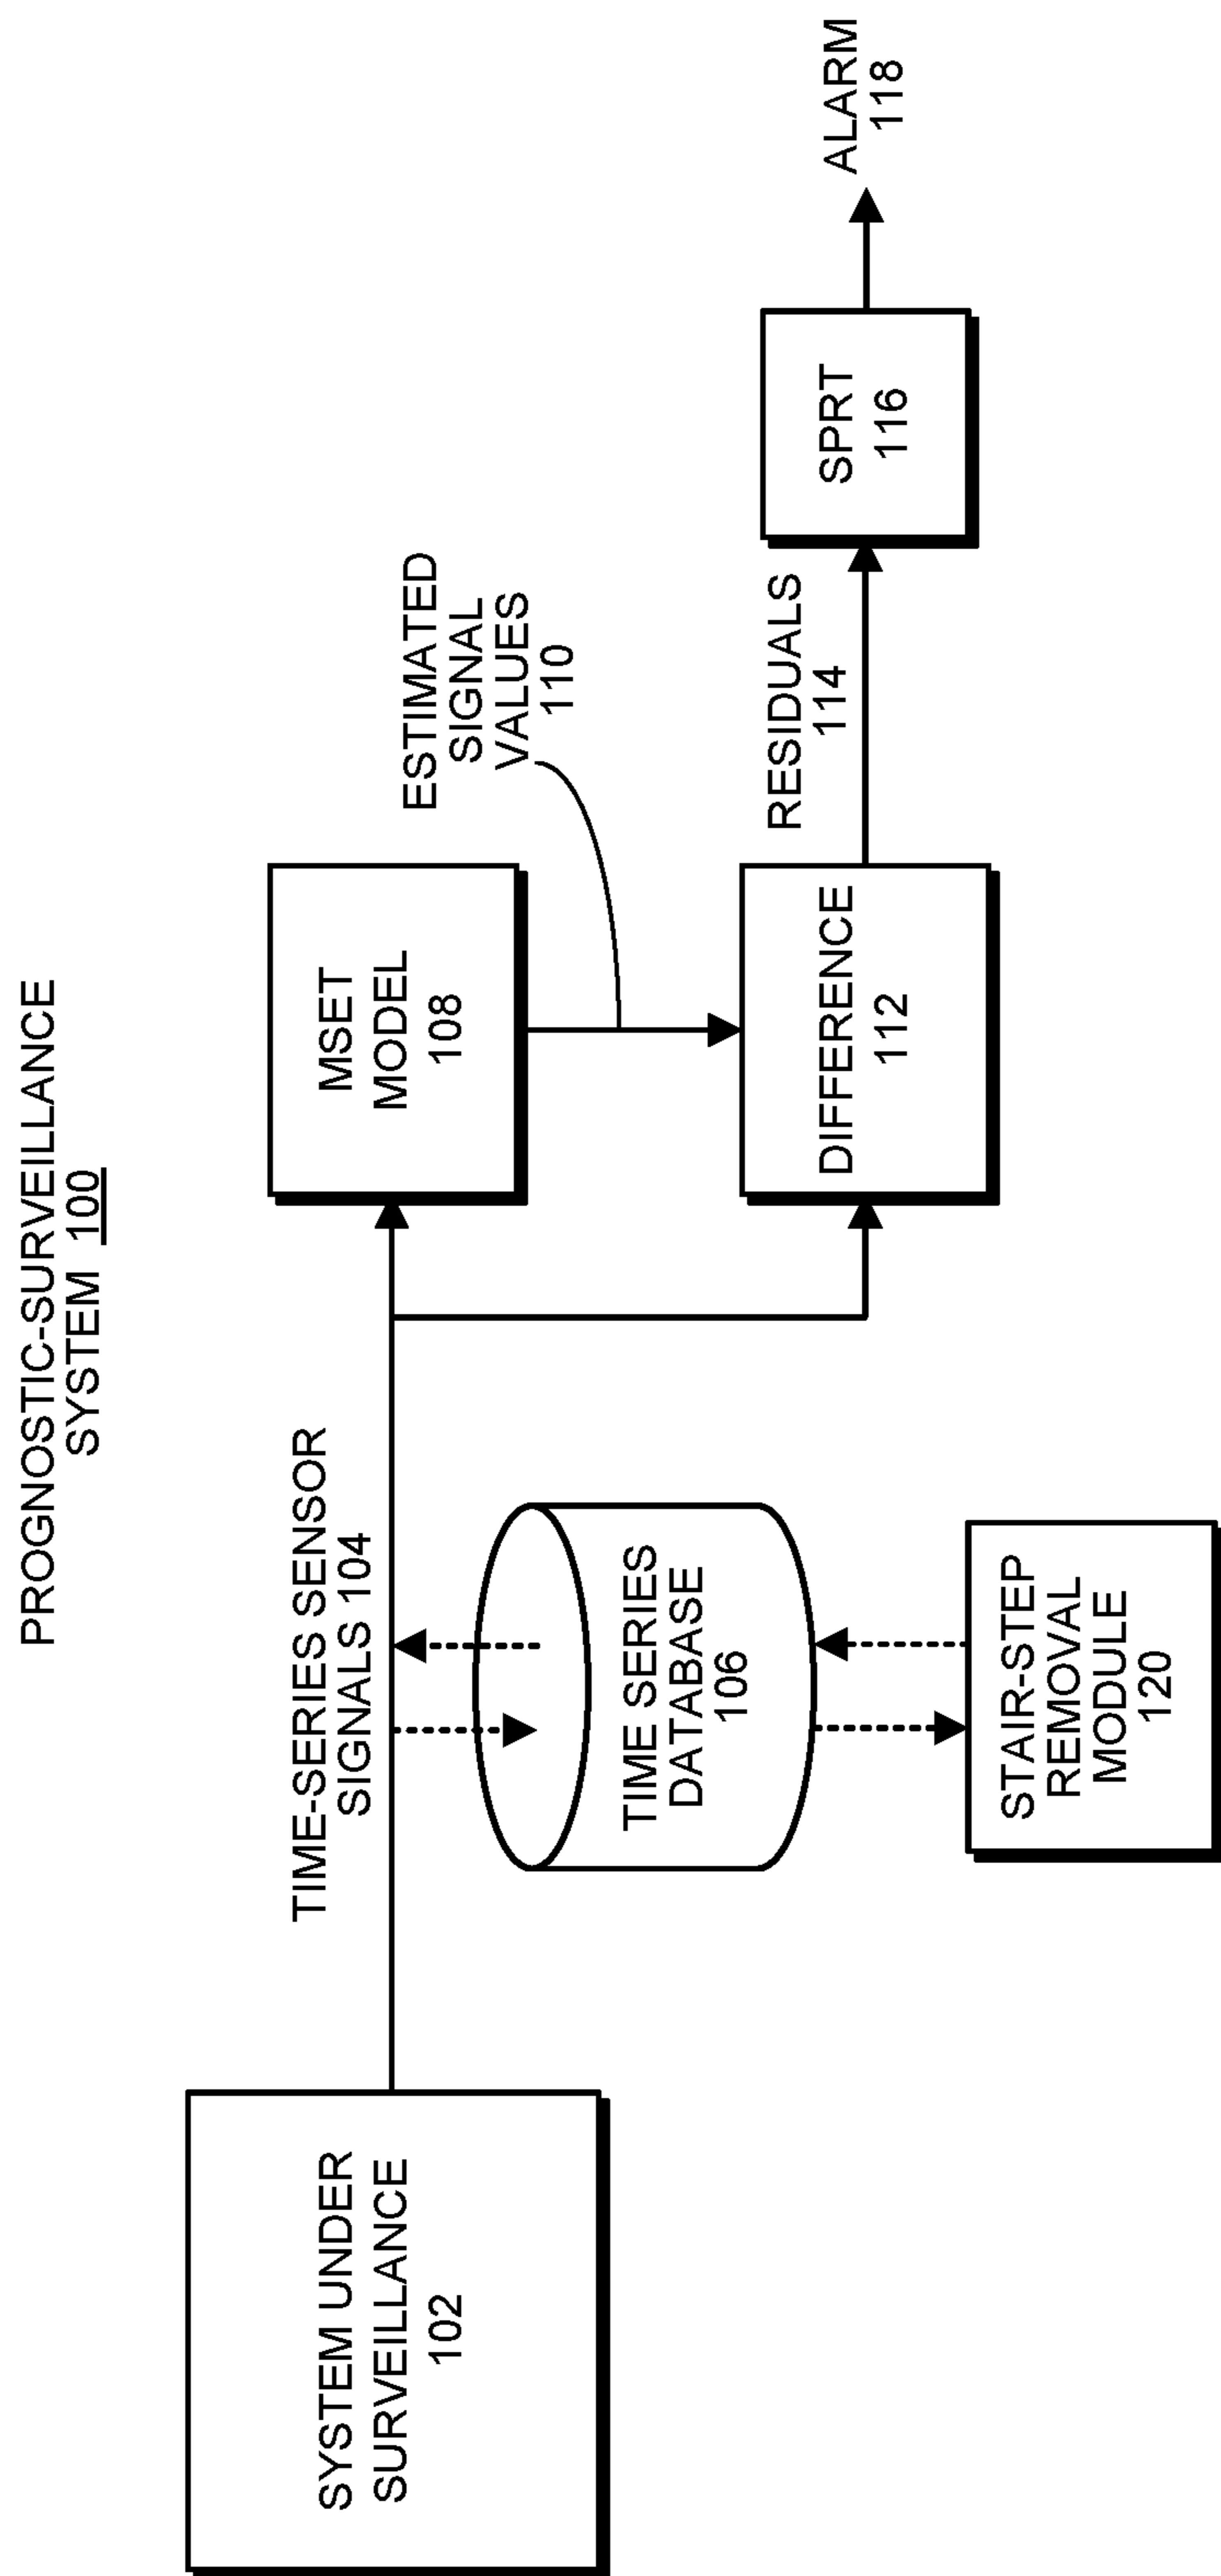 PROGNOSTIC-SURVEILLANCE
SYSTEM 100
SYSTEM UNDER
SURVEILLANCE
102
TIME-SERIES SENSOR
SIGNALS 104
TIME SERIES
DATABASE
106
STAIR-STEP
REMOVAL
MODULE
120
MSET
MODEL
108
ESTIMATED
SIGNAL
VALUES
110
DIFFERENCE
112
RESIDUALS
114
SPRT
116
ALARM
118